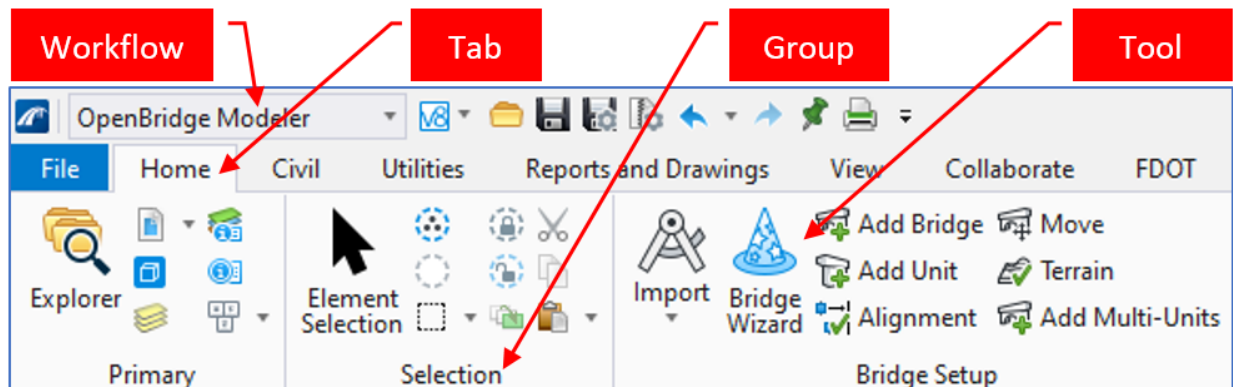 Workflow Tab Group Tool
OpenBridge Modeler V8
File Home Civil Utilities Reports and Drawings View Collaborate FDOT
Explorer
Element
Selection
Import
Bridge
Wizard
Add Bridge Move
Add Unit Terrain
Alignment Add Multi-Units
Primary Selection Bridge Setup